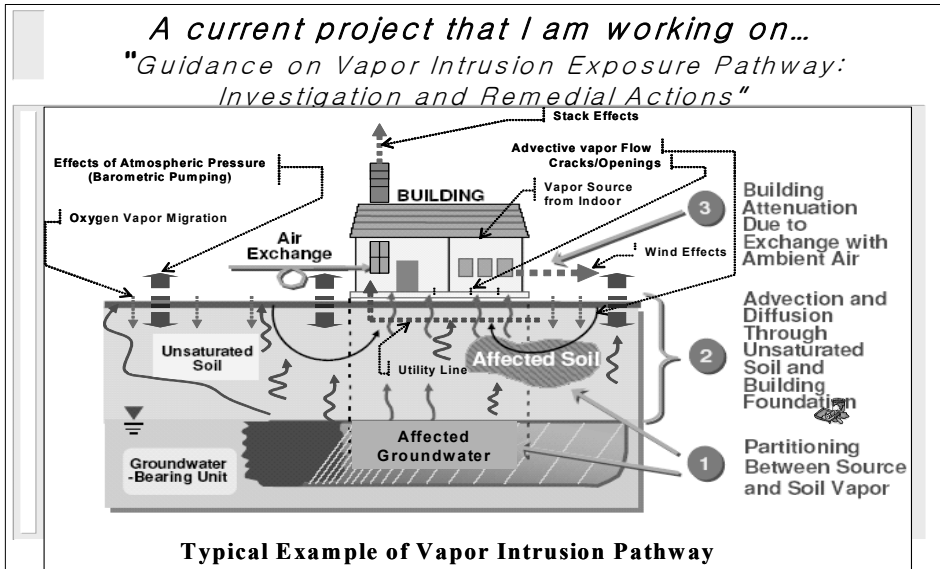 A current project that I am working on…
"Guidance on Vapor Intrusion Exposure Pathway:
Investigation and Remedial Actions"
Stack Effects
Effects of Atmospheric Pressure
(Barometric Pumping)
Advective vapor Flow
Cracks/Openings
BUILDING
Vapor Source
from Indoor
Oxygen Vapor Migration
Air
Exchange
Wind Effects
3
Building
Attenuation
Due to
Exchange with
Ambient Air
Unsaturated
Soil
Utility Line
Affected Soil
2
Advection and
Diffusion
Through
Unsaturated
Soil and
Building
Foundation
Groundwater
-Bearing Unit
Affected
Groundwater
1
Partitioning
Between Source
and Soil Vapor
Typical Example of Vapor Intrusion Pathway